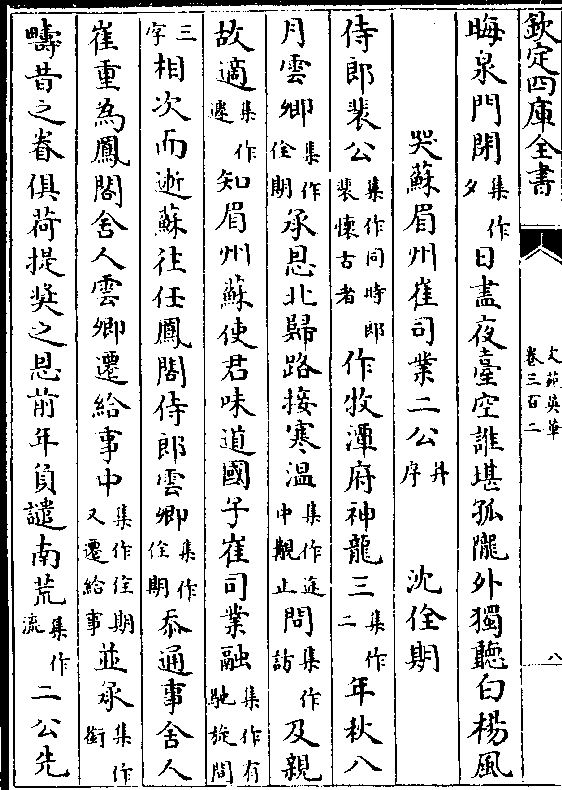 欽定四庫全書
文苑英華
卷三百二
八
晦泉門閉集作夕日盡夜臺空誰堪孤隴外獨聽白楊風
哭蘇眉州崔司業二公并序 沈佺期
侍郎裴公集作同時郎裴懷古者作牧潭府神龍三集作二年秋八
月雲卿集作佺期承恩北歸路接寒溫集作途中觀止問集作訪及親
故適集作遽知眉州蘇使君味道國子崔司業融集作有馳旋問
三字相次而逝蘇往任鳳閣侍郎雲卿集作佺期忝通事舍人
崔重為鳳閣舍人雲卿遷給事中集作佺期又遷給事並承集作銜
疇昔之眷俱荷提奬之恩前年負譴南荒集作流二公先